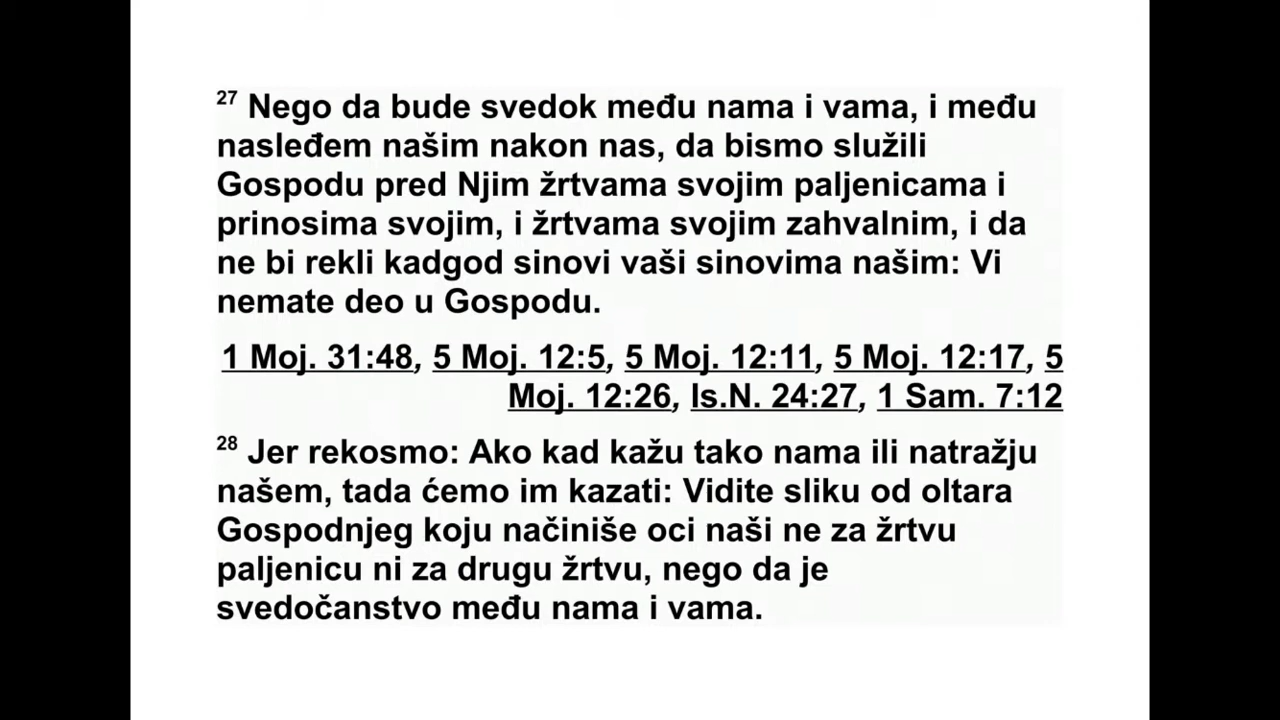 27 Nego da bude svedok među nama i vama, i među
nasleđem našim nakon nas, da bismo služili
Gospodu pred Njim žrtvama svojim paljenicama i
prinosima svojim, i žrtvama svojim zahvalnim, i da
ne bi rekli kadgod sinovi vaši sinovima našim: Vi
nemate deo u Gospodu.
1 Moj. 31:48, 5 Moj. 12:5, 5 Moj. 12:11, 5 Moj. 12:17, 5
Moj. 12:26, Is.N. 24:27, 1 Sam. 7:12
28 Jer rekosmo: Ako kad kažu tako nama ili natražju
našem, tada ćemo im kazati: Vidite sliku od oltara
Gospodnjeg koju načiniše oci naši ne za žrtvu
paljenicu ni za drugu žrtvu, nego da je
svedočanstvo među nama i vama.